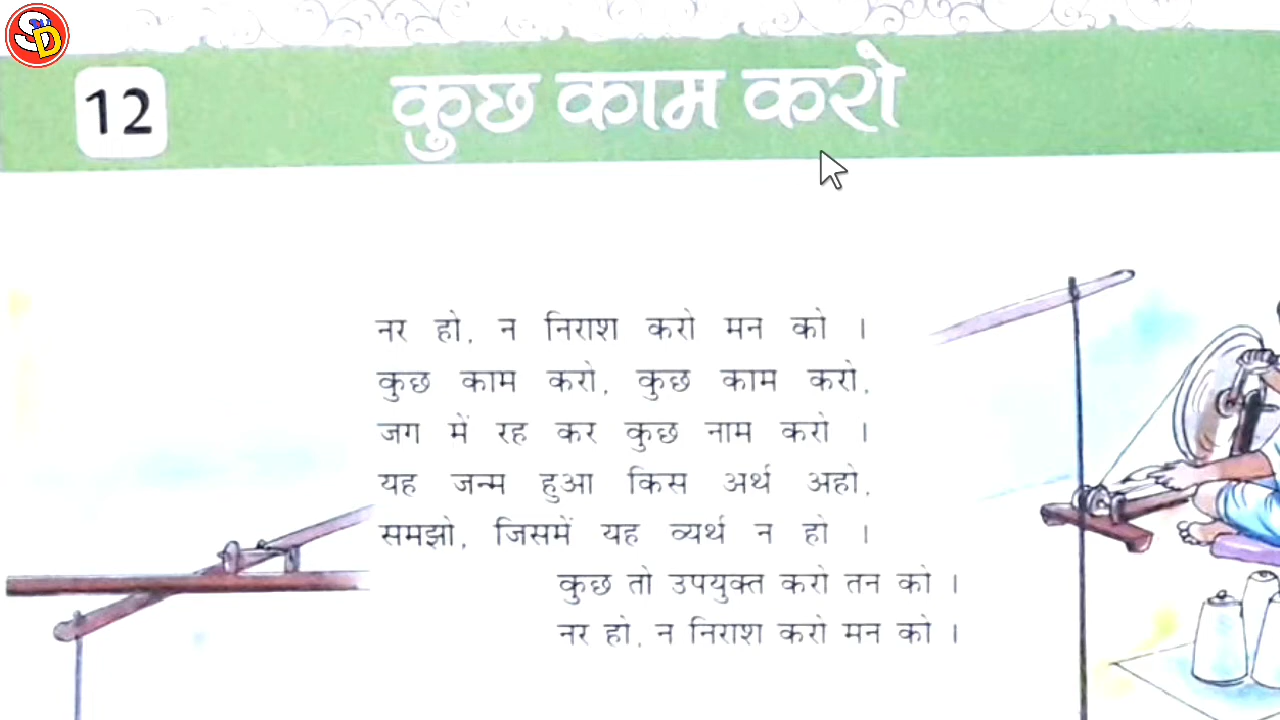 SD
12
कुछ काम करो
नर हो, न निराश करो मन को ।
कुछ काम करो, कुछ काम करो,
जग में रह कर कुछ नाम करो ।
यह जन्म हुआ किस अर्थ अहो,
समझो, जिसमें यह व्यर्थ न हो ।
कुछ तो उपयुक्त करो तन को ।
नर हो, न निराश करो मन को ।